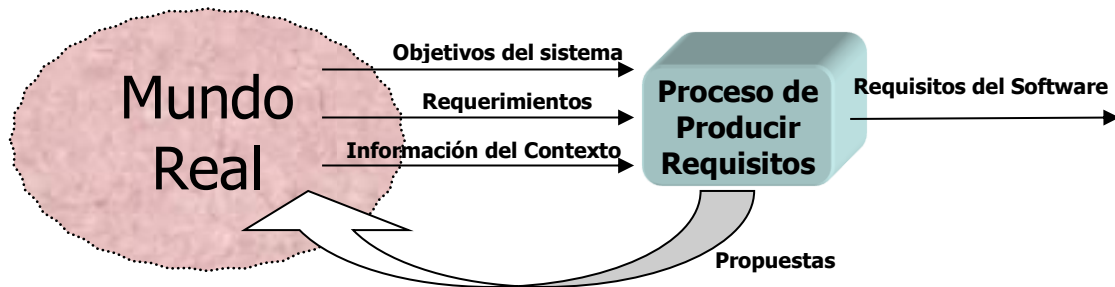 Mundo
Real
Objetivos del sistema
Requerimientos
Información del Contexto
Proceso de
Producir
Requisitos
Requisitos del Software
Propuestas